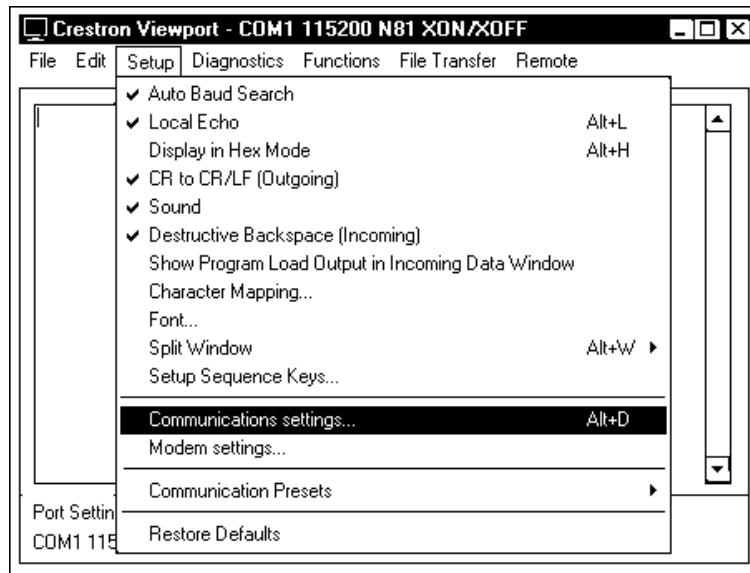 Crestron Viewport - COM1 115200 N81 XON/XOFF
File Edit Setup Diagnostics Functions File Transfer Remote
Auto Baud Search
Local Echo Alt+L
Display in Hex Mode Alt+H
CR to CR/LF (Outgoing)
Sound
Destructive Backspace (Incoming)
Show Program Load Output in Incoming Data Window
Character Mapping...
Font...
Split Window Alt+W
Setup Sequence Keys...
Communications settings... Alt+D
Modem settings...
Communication Presets
Restore Defaults
Port Settin
COM1 115